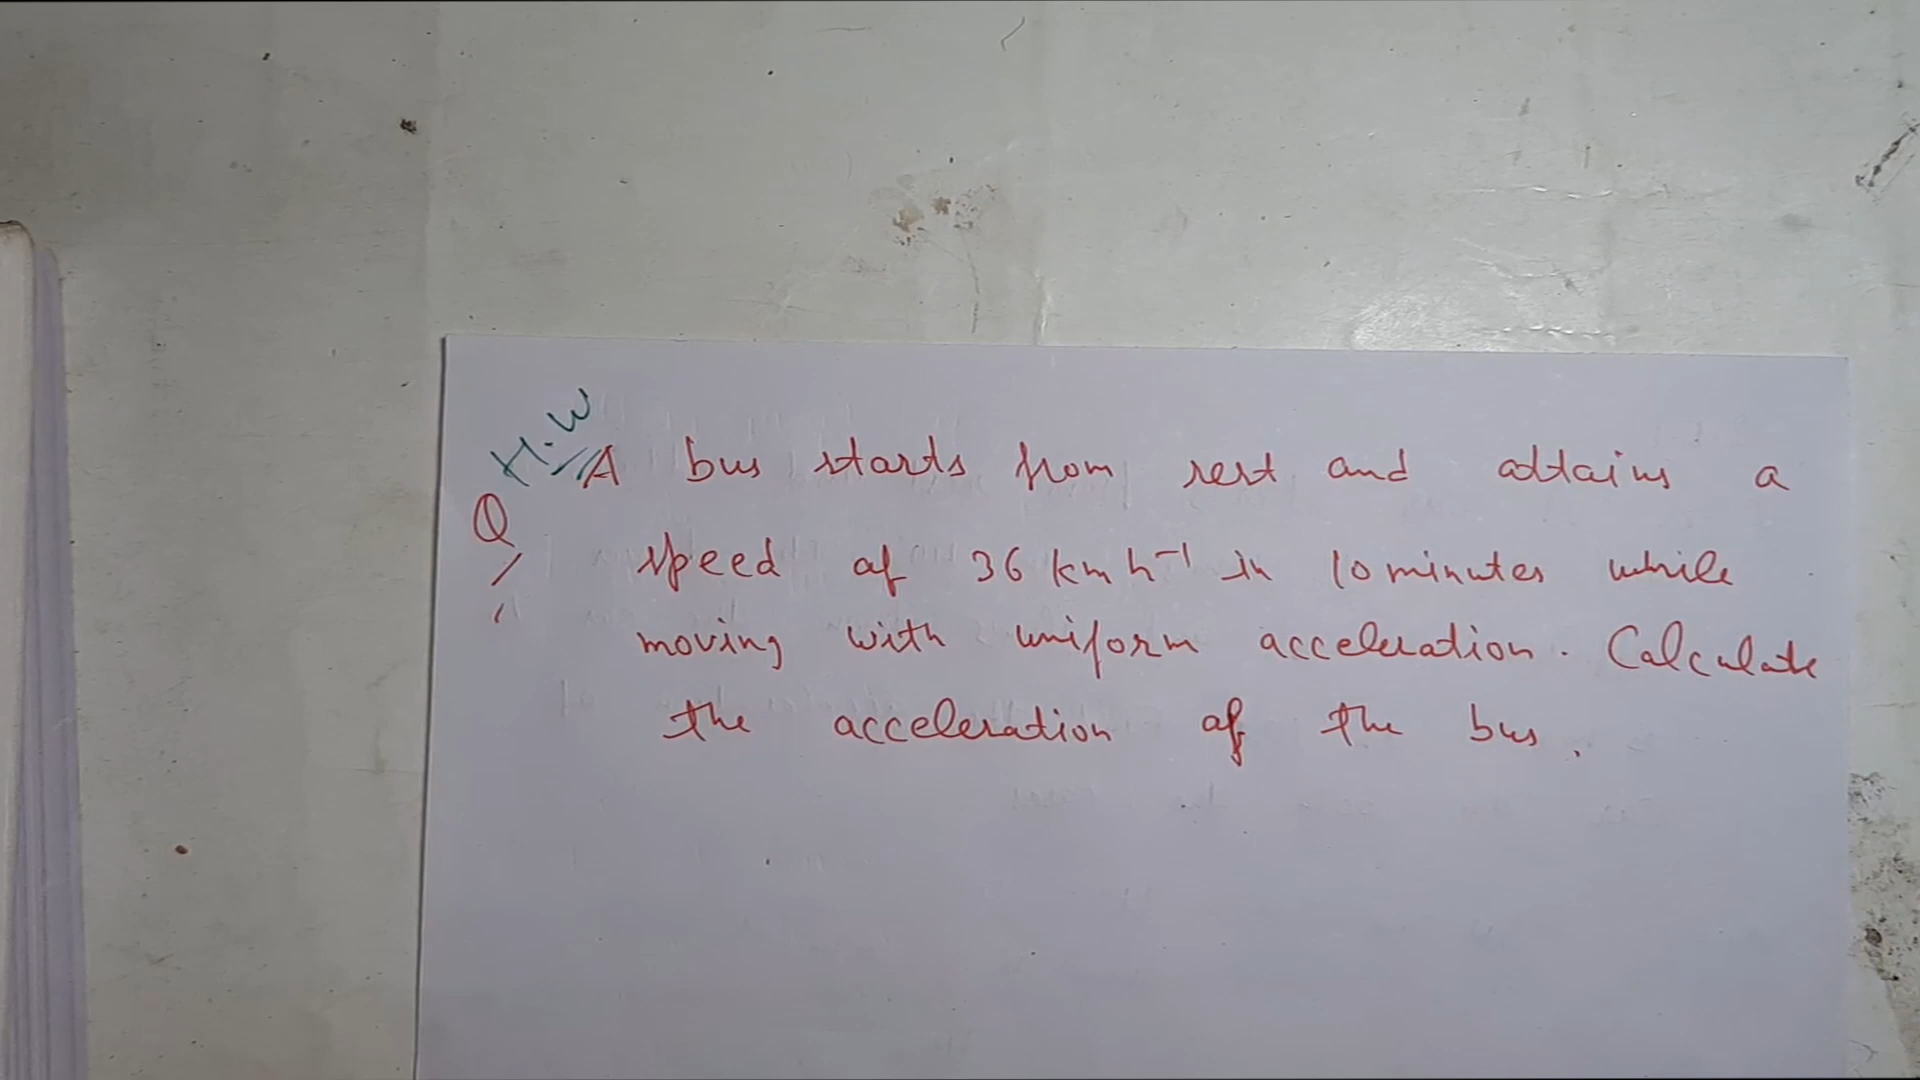 H.W
Q A bus starts from rest and attains a
speed of 36 km h⁻¹ in 10 minutes while
moving with uniform acceleration. Calculate
the acceleration of the bus.